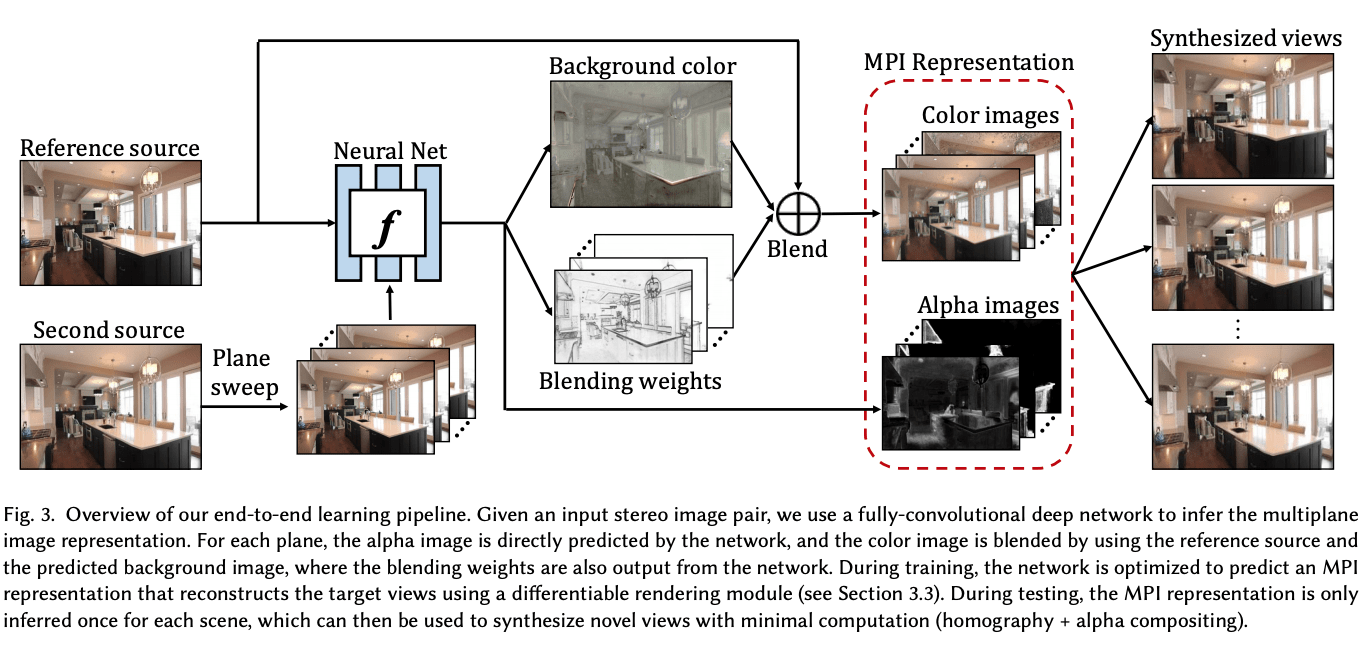 Reference source
Second source
Plane
sweep
Neural Net
f
Background color
Blending weights
Blend
MPI Representation
Color images
Alpha images
Synthesized views
Fig. 3. Overview of our end-to-end learning pipeline. Given an input stereo image pair, we use a fully-convolutional deep network to infer the multiplane
image representation. For each plane, the alpha image is directly predicted by the network, and the color image is blended by using the reference source and
the predicted background image, where the blending weights are also output from the network. During training, the network is optimized to predict an MPI
representation that reconstructs the target views using a differentiable rendering module (see Section 3.3). During testing, the MPI representation is only
inferred once for each scene, which can then be used to synthesize novel views with minimal computation (homography + alpha compositing).